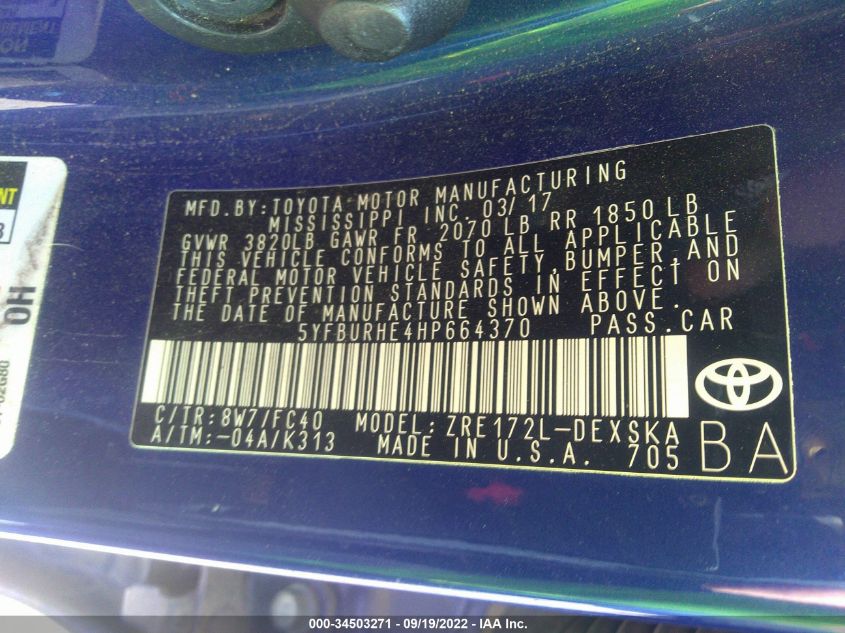 MFD. BY: TOYOTA MOTOR MANUFACTURING
MISSISSIPPI INC. 03/17
GVWR 3820LB GAWR FR. 2070 LB RR 1850 LB
THIS VEHICLE CONFORMS TO ALL APPLICABLE
FEDERAL MOTOR VEHICLE SAFETY, BUMPER, AND
THEFT PREVENTION STANDARDS IN EFFECT ON
THE DATE OF MANUFACTURE SHOWN ABOVE.
5YFBURHE4HP664370 PASS. CAR
C/TR: 8W7/FC40 MODEL: ZRE172L-DEXSKA
A/TM: -04A/K313 MADE IN U.S.A. 705
BA
OH
02G80
000-34503271 - 09/19/2022 - IAA Inc.